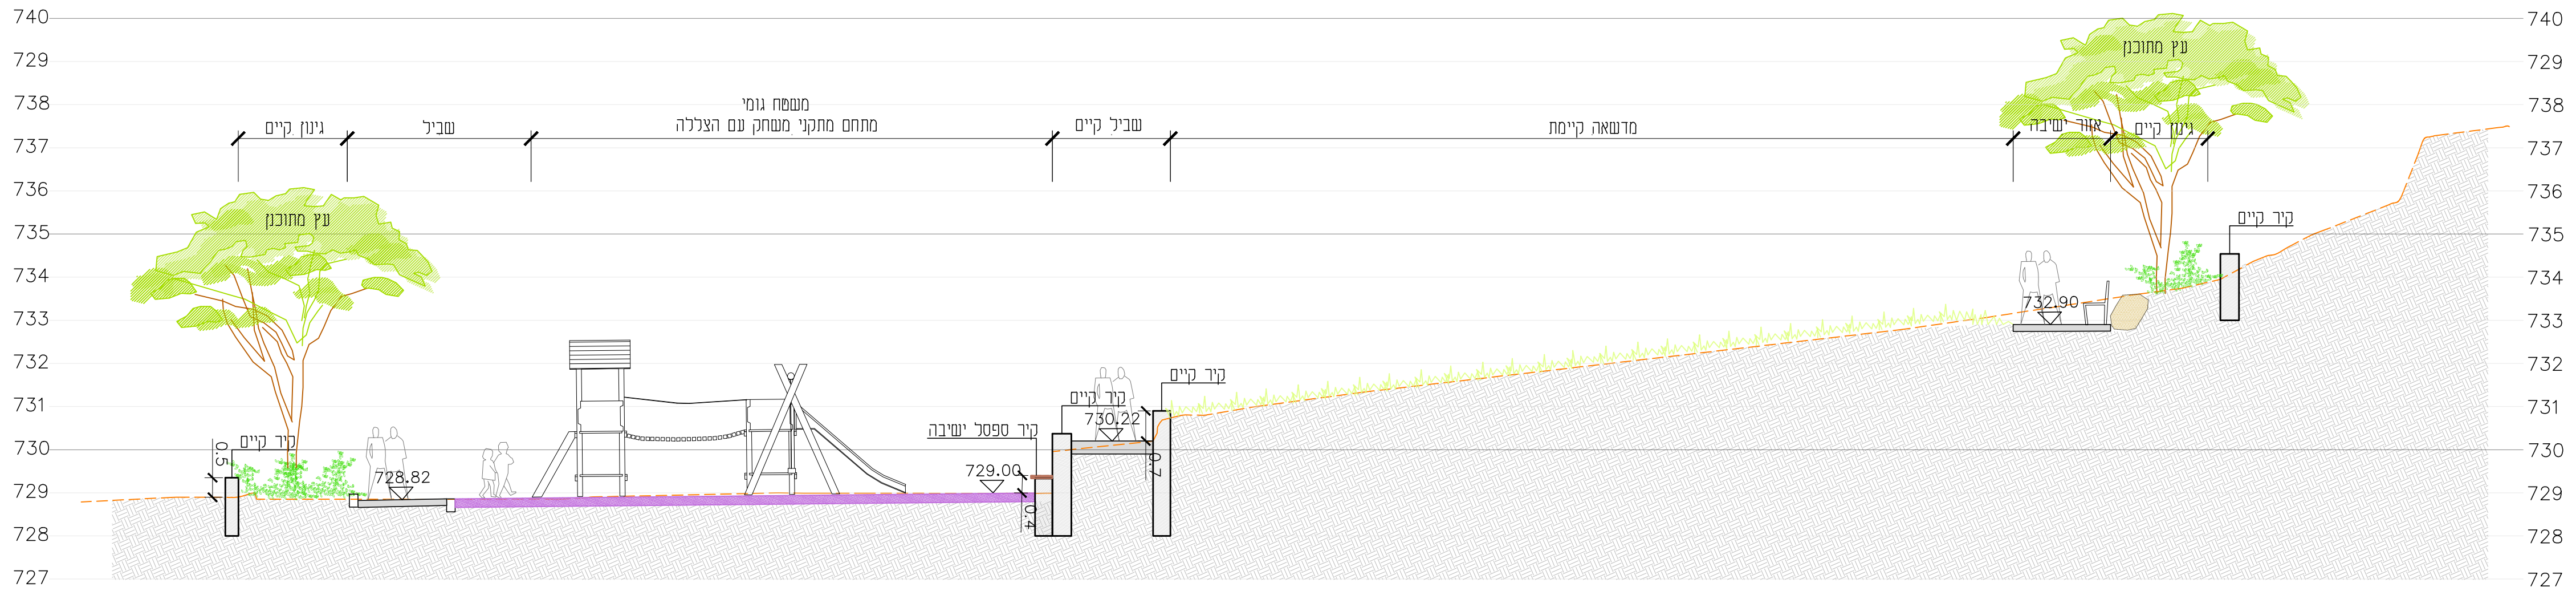 740
729
738
737
736
735
734
733
732
731
730
729
728
727
עץ מתוכנן
משטח גומי
גינון קיים
שביל
מתחם מתקני משחק עם הצללה
שביל קיים
מדשאה קיימת
אזור ישיבה
גינון קיים
עץ מתוכנן
קיר קיים
732.90
קיר קיים
קיר קיים
730.22
קיר ספסל ישיבה
קיר קיים
0.5
0.7
729.00
728.82
0.4
740
729
738
737
736
735
734
733
732
731
730
729
728
727